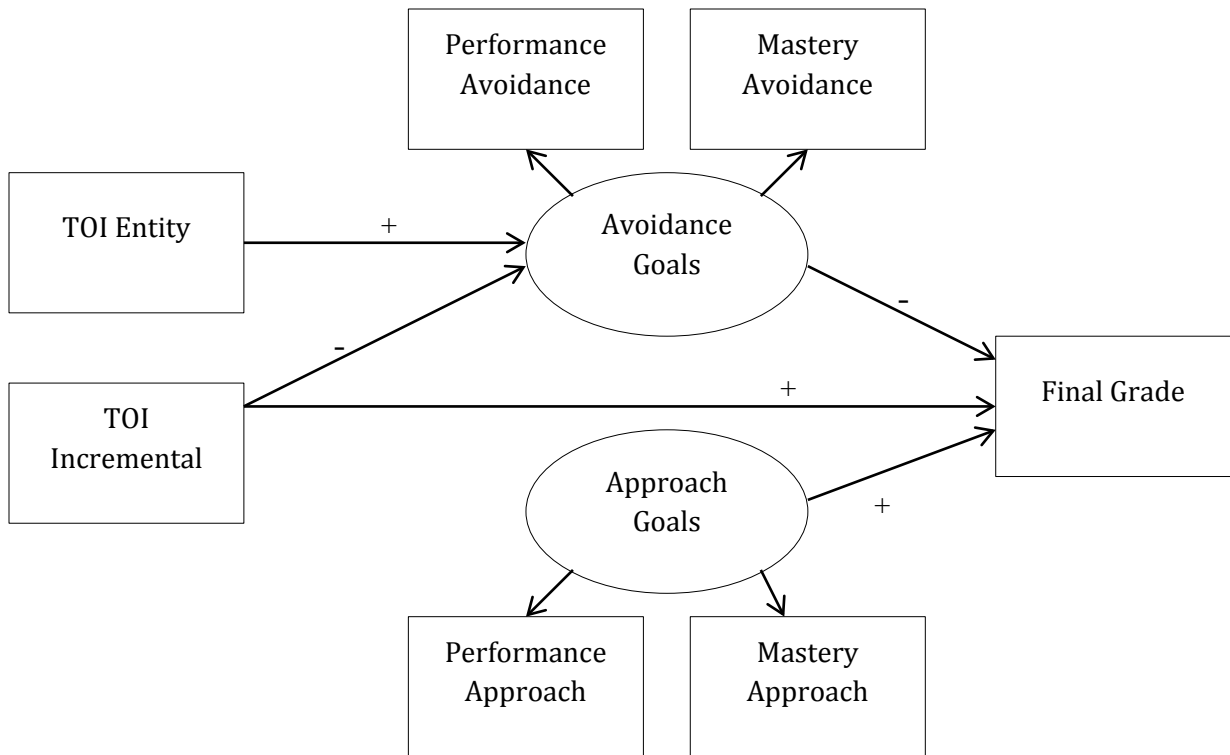 Performance
Avoidance
Mastery
Avoidance
TOI Entity
+
Avoidance
Goals
-
-
TOI
Incremental
+
Final Grade
Approach
Goals
+
Performance
Approach
Mastery
Approach